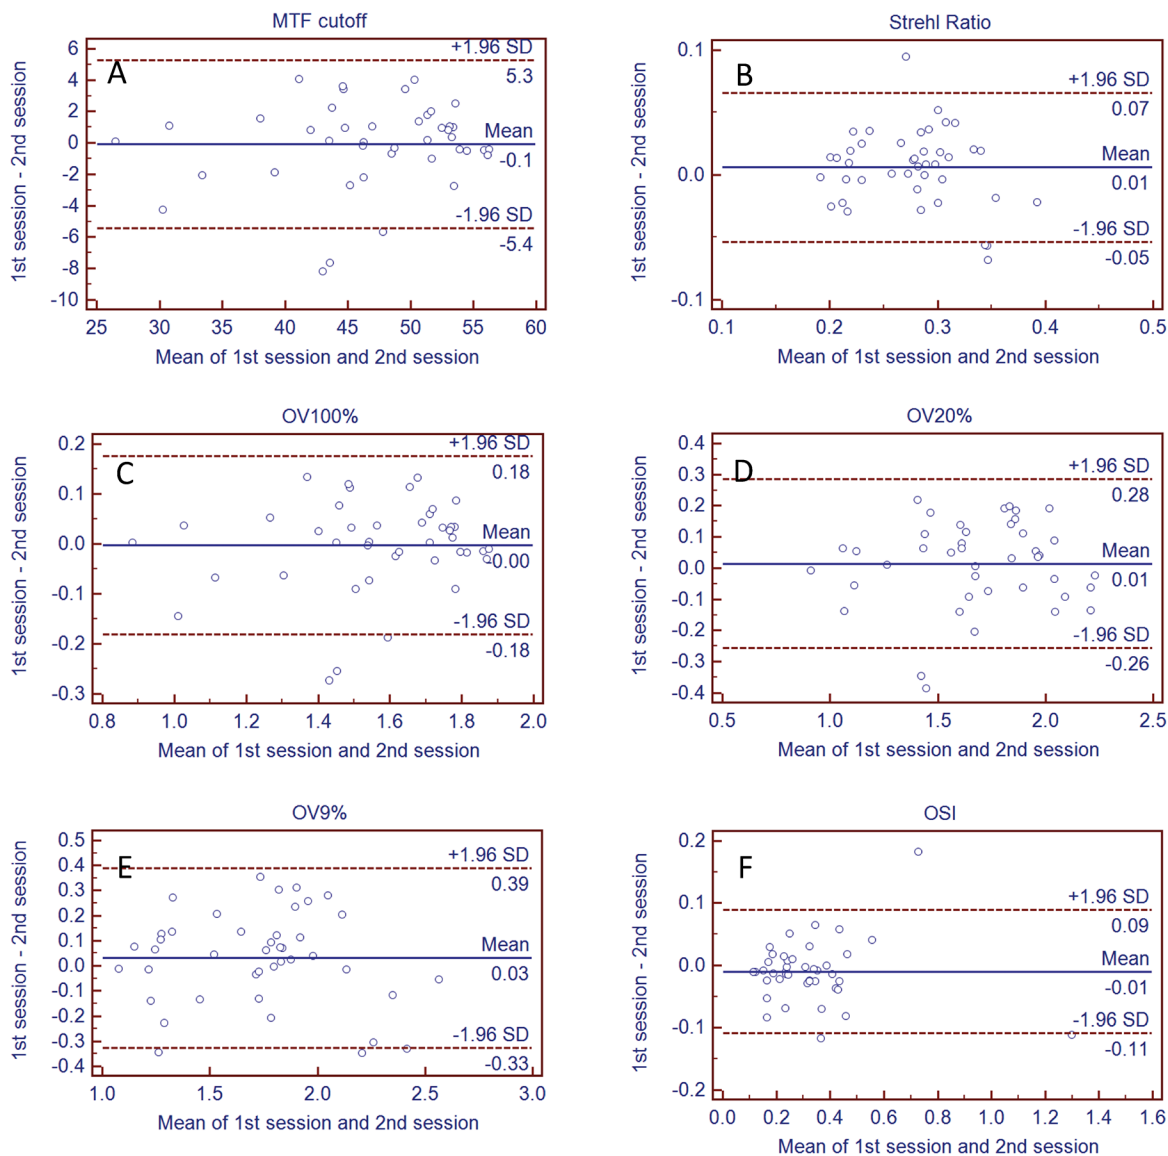 MTF cutoff
A
1st session - 2nd session
6
4
2
0
-2
-4
-6
-8
-10
+1.96 SD
5.3
Mean
-0.1
-1.96 SD
-5.4
25 30 35 40 45 50 55 60
Mean of 1st session and 2nd session
Strehl Ratio
B
1st session - 2nd session
0.1
0.0
-0.1
+1.96 SD
0.07
Mean
0.01
-1.96 SD
-0.05
0.1 0.2 0.3 0.4 0.5
Mean of 1st session and 2nd session
OV100%
C
1st session - 2nd session
0.2
0.1
0.0
-0.1
-0.2
-0.3
+1.96 SD
0.18
Mean
-0.00
-1.96 SD
-0.18
0.8 1.0 1.2 1.4 1.6 1.8 2.0
Mean of 1st session and 2nd session
OV20%
D
1st session - 2nd session
0.4
0.3
0.2
0.1
0.0
-0.1
-0.2
-0.3
-0.4
+1.96 SD
0.28
Mean
0.01
-1.96 SD
-0.26
0.5 1.0 1.5 2.0 2.5
Mean of 1st session and 2nd session
OV9%
E
1st session - 2nd session
0.5
0.4
0.3
0.2
0.1
0.0
-0.1
-0.2
-0.3
-0.4
+1.96 SD
0.39
Mean
0.03
-1.96 SD
-0.33
1.0 1.5 2.0 2.5 3.0
Mean of 1st session and 2nd session
OSI
F
1st session - 2nd session
0.2
0.1
0.0
-0.1
-0.2
+1.96 SD
0.09
Mean
-0.01
-1.96 SD
-0.11
0.0 0.2 0.4 0.6 0.8 1.0 1.2 1.4 1.6
Mean of 1st session and 2nd session